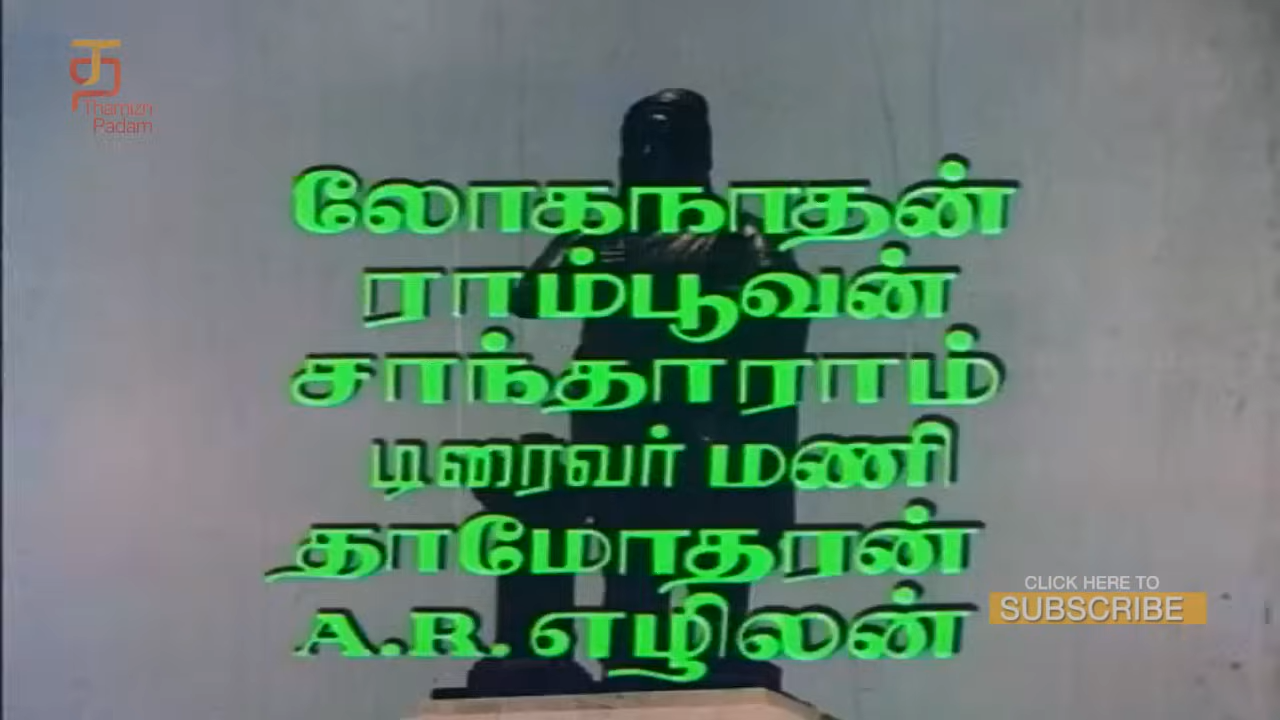 த
Thamizh
Padam
லோகநாதன்
ராம்பூவன்
சாந்தாராம்
டிரைவர் மணி
தாமோதரன்
A.R. எழிலன்
CLICK HERE TO
SUBSCRIBE